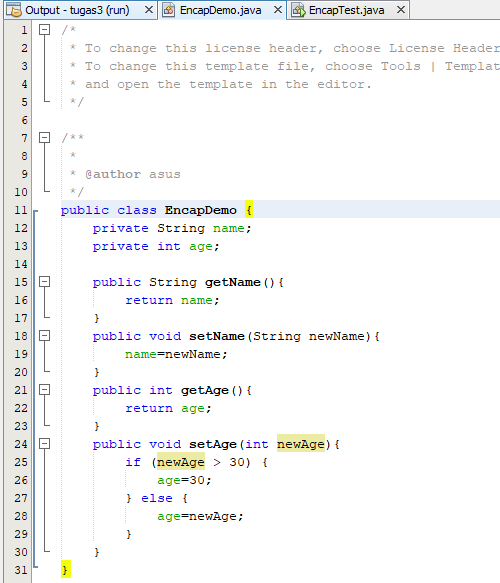 Output - tugas3 (run) EncapDemo.java EncapTest.java
1 /*
2 * To change this license header, choose License Header
3 * To change this template file, choose Tools | Templat
4 * and open the template in the editor.
5 */
6
7 /**
8 *
9 * @author asus
10 */
11 public class EncapDemo {
12 private String name;
13 private int age;
14
15 public String getName(){
16 return name;
17 }
18 public void setName(String newName){
19 name=newName;
20 }
21 public int getAge(){
22 return age;
23 }
24 public void setAge(int newAge){
25 if (newAge > 30) {
26 age=30;
27 } else {
28 age=newAge;
29 }
30 }
31 }